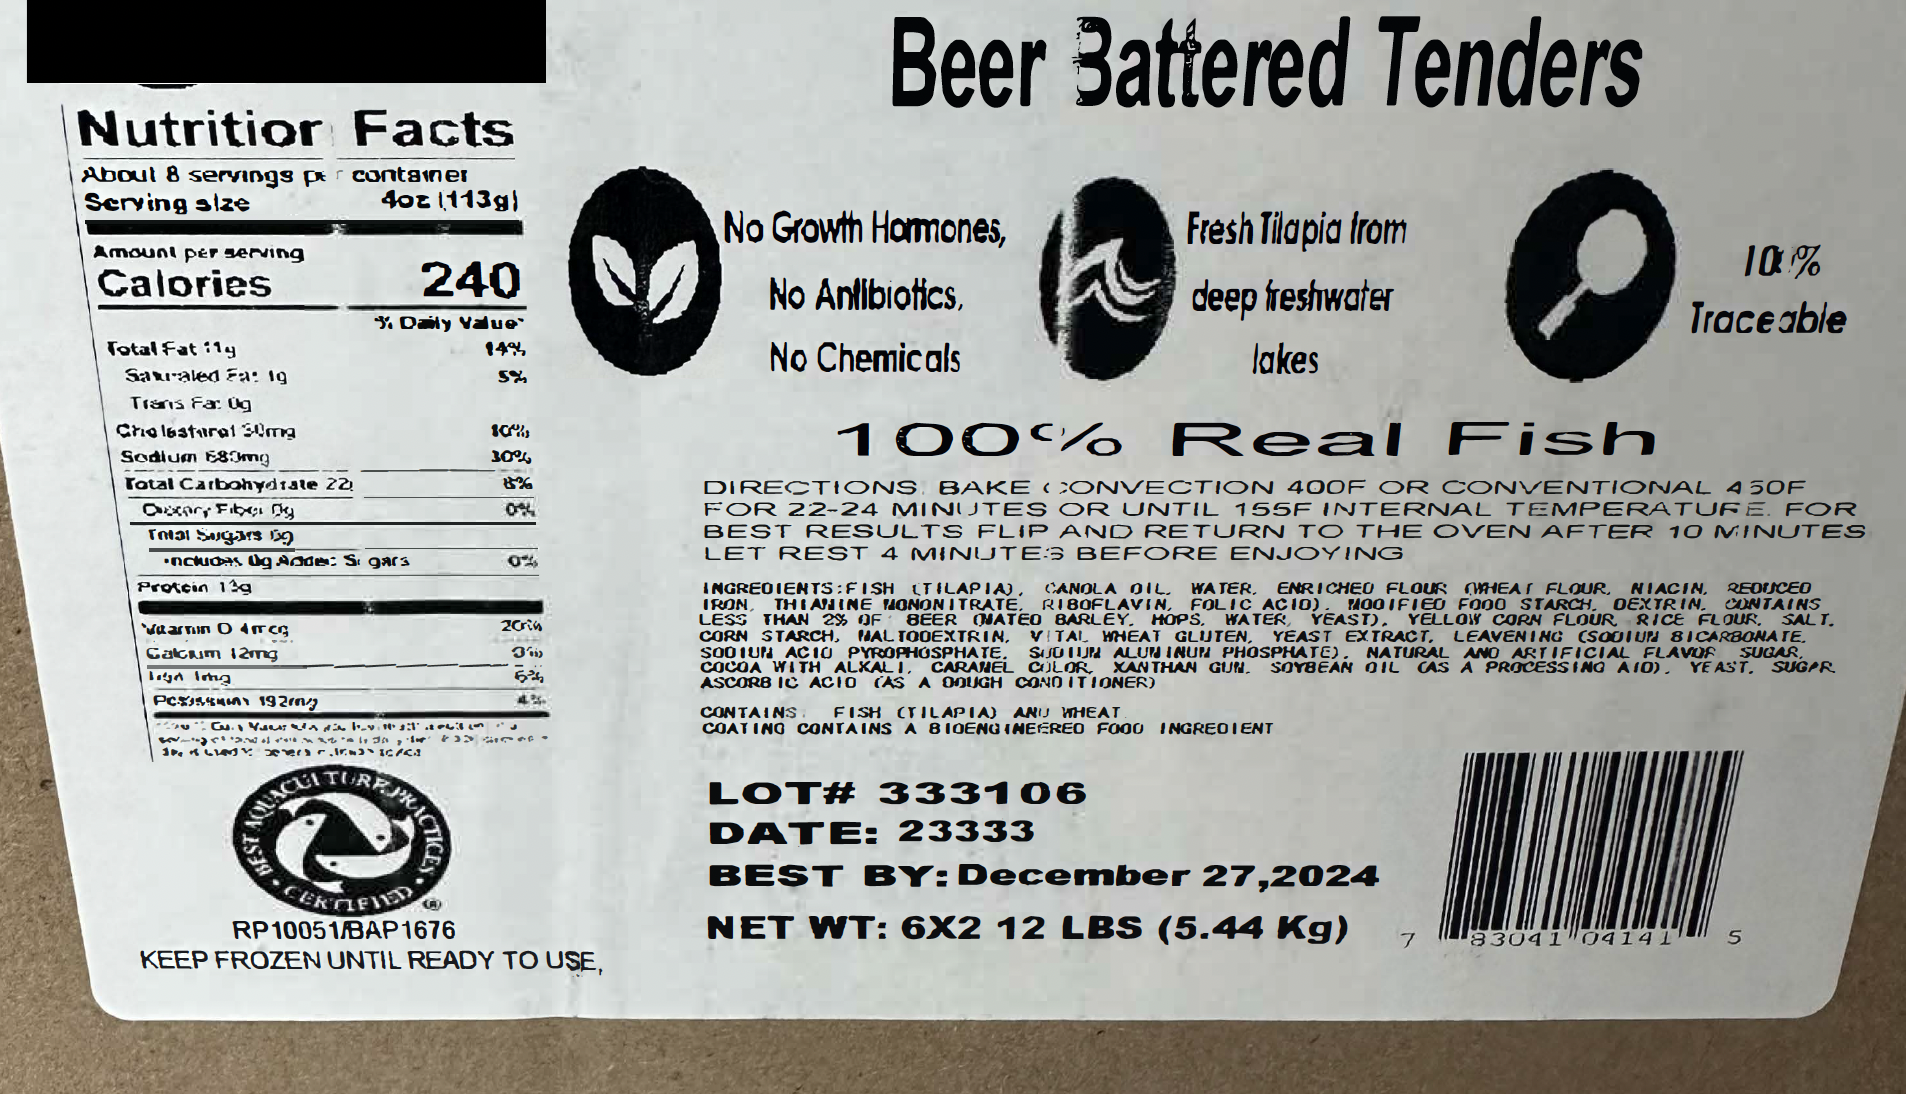 Beer Battered Tenders
Nutrition Facts
About 8 servings per container
Serving size 4oz (113g)
Amount per serving
Calories 240
% Daily Value*
Total Fat 11g 14%
Saturated Fat 1g 5%
Trans Fat 0g
Cholesterol 30mg 10%
Sodium 680mg 30%
Total Carbohydrate 22g 8%
Dietary Fiber 0g 0%
Total Sugars 0g
Includes 0g Added Sugars 0%
Protein 13g
Vitamin D 4mcg 20%
Calcium 12mg 0%
Iron 1mg 6%
Potassium 192mg 4%
BEST AQUACULTURE PRACTICES
CERTIFIED
RP10051/BAP1676
KEEP FROZEN UNTIL READY TO USE,
No Growth Hormones,
No Antibiotics,
No Chemicals
Fresh Tilapia from
deep freshwater
lakes
100%
Traceable
100% Real Fish
DIRECTIONS: BAKE CONVECTION 400F OR CONVENTIONAL 450F
FOR 22-24 MINUTES OR UNTIL 155F INTERNAL TEMPERATURE. FOR
BEST RESULTS FLIP AND RETURN TO THE OVEN AFTER 10 MINUTES
LET REST 4 MINUTES BEFORE ENJOYING
INGREDIENTS:FISH (TILAPIA), CANOLA OIL, WATER, ENRICHED FLOUR (WHEAT FLOUR, NIACIN, REDUCED
IRON, THIAMINE MONONITRATE, RIBOFLAVIN, FOLIC ACID), MODIFIED FOOD STARCH, DEXTRIN, CONTAINS
LESS THAN 2% OF: BEER (MATED BARLEY, HOPS, WATER, YEAST), YELLOW CORN FLOUR, RICE FLOUR, SALT,
CORN STARCH, MALTODEXTRIN, VITAL WHEAT GLUTEN, YEAST EXTRACT, LEAVENING (SODIUM BICARBONATE,
SODIUM ACID PYROPHOSPHATE, SODIUM ALUMINUM PHOSPHATE), NATURAL AND ARTIFICIAL FLAVOR, SUGAR,
COCOA WITH ALKALI, CARAMEL COLOR, XANTHAN GUM, SOYBEAN OIL (AS A PROCESSING AID), YEAST, SUGAR,
ASCORBIC ACID (AS A DOUGH CONDITIONER)
CONTAINS: FISH (TILAPIA) AND WHEAT.
COATING CONTAINS A BIOENGINEERED FOOD INGREDIENT
LOT# 333106
DATE: 23333
BEST BY: December 27,2024
NET WT: 6X2 12 LBS (5.44 Kg)
7 83041 04141 5